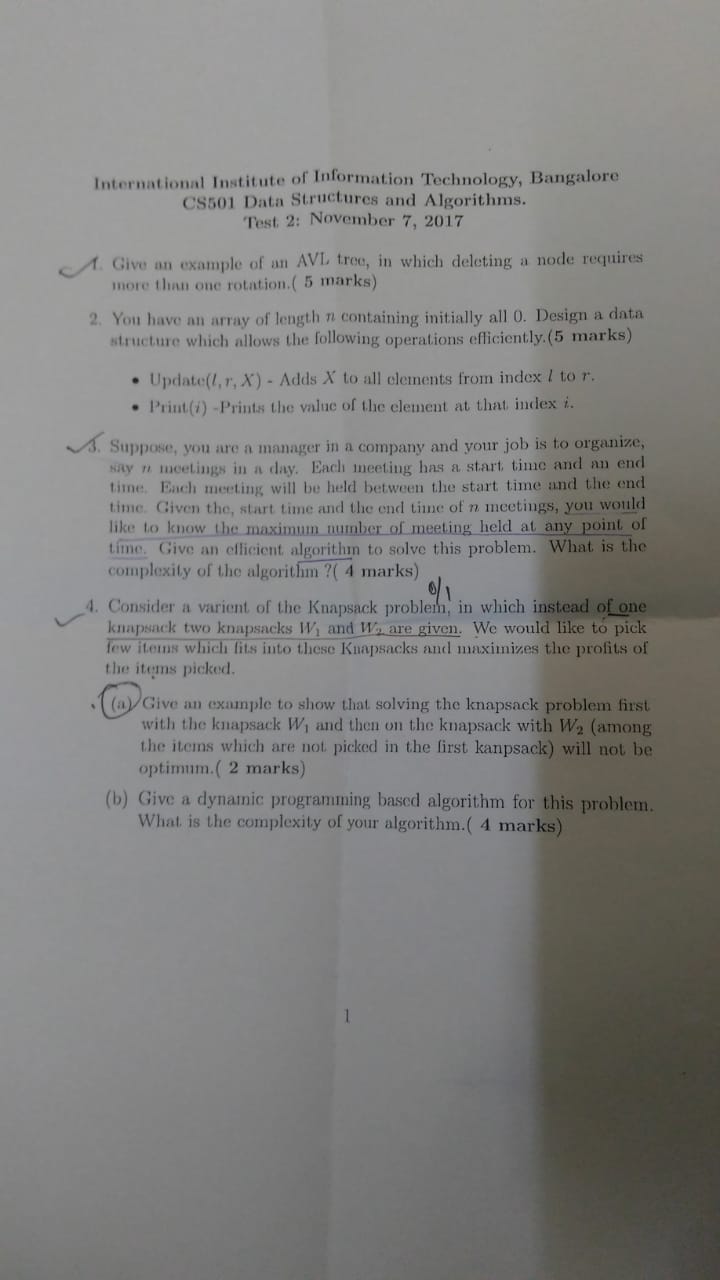 International Institute of Information Technology, Bangalore
CS501 Data Structures and Algorithms.
Test 2: November 7, 2017
1. Give an example of an AVL tree, in which deleting a node requires
more than one rotation.( 5 marks)
2. You have an array of length n containing initially all 0. Design a data
structure which allows the following operations efficiently.(5 marks)
• Update(l, r, X) - Adds X to all elements from index l to r.
• Print(i) -Prints the value of the element at that index i.
3. Suppose, you are a manager in a company and your job is to organize,
say n meetings in a day. Each meeting has a start time and an end
time. Each meeting will be held between the start time and the end
time. Given the, start time and the end time of n meetings, you would
like to know the maximum number of meeting held at any point of
time. Give an efficient algorithm to solve this problem. What is the
complexity of the algorithm ?( 4 marks)
0/1
4. Consider a varient of the Knapsack problem, in which instead of one
knapsack two knapsacks W₁ and W₂ are given. We would like to pick
few items which fits into these Knapsacks and maximizes the profits of
the items picked.
(a) Give an example to show that solving the knapsack problem first
with the knapsack W₁ and then on the knapsack with W₂ (among
the items which are not picked in the first kanpsack) will not be
optimum.( 2 marks)
(b) Give a dynamic programming based algorithm for this problem.
What is the complexity of your algorithm.( 4 marks)
1